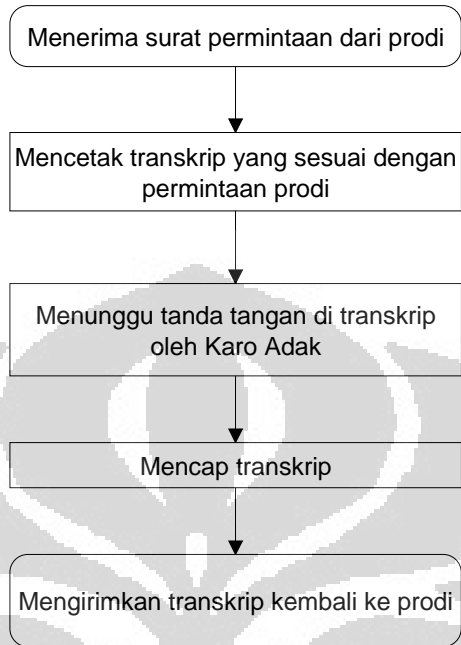 Menerima surat permintaan dari prodi
Mencetak transkrip yang sesuai dengan
permintaan prodi
Menunggu tanda tangan di transkrip
oleh Karo Adak
Mencap transkrip
Mengirimkan transkrip kembali ke prodi